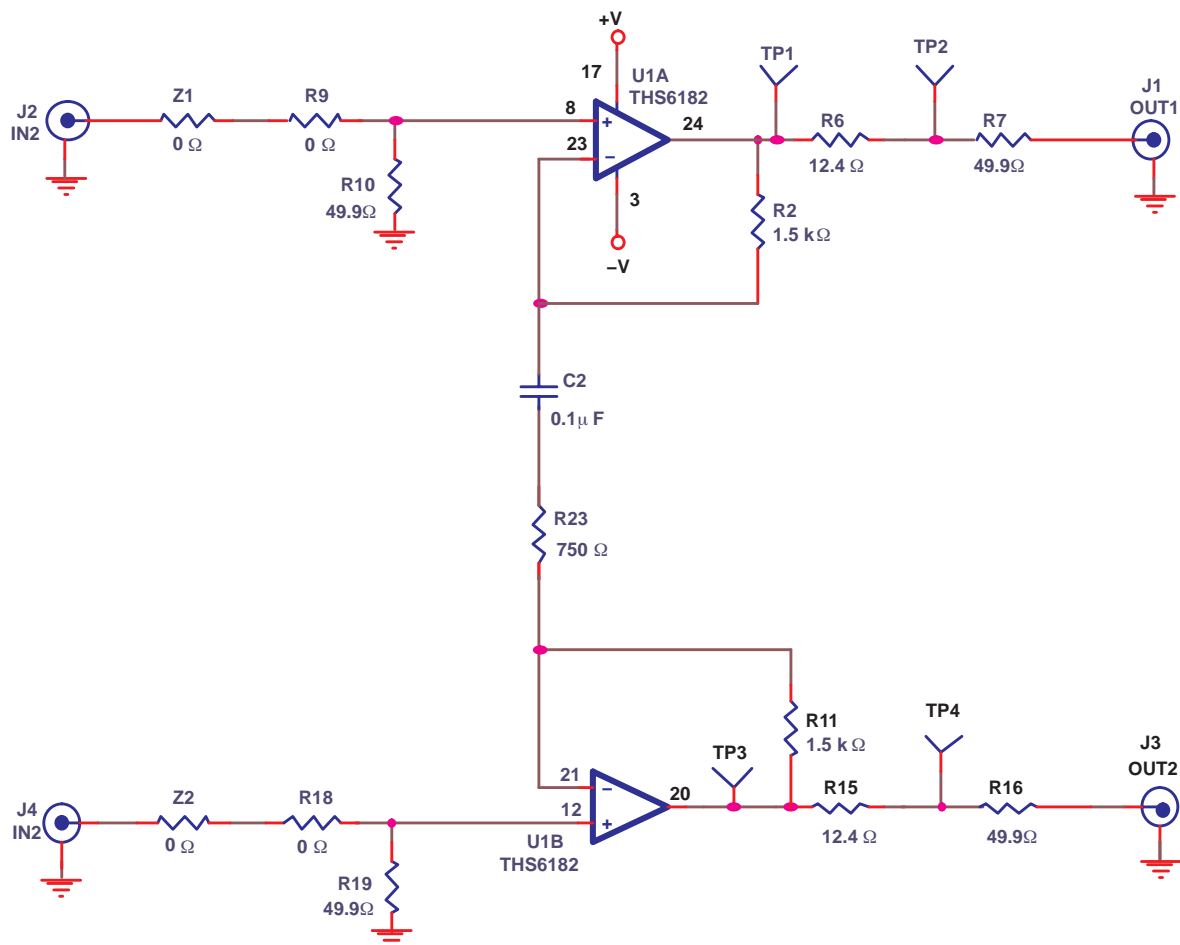 +V
17
U1A
THS6182
TP1
TP2
J2
IN2
Z1
0 Ω
R9
0 Ω
8
+
23
−
24
R6
12.4 Ω
R7
49.9Ω
J1
OUT1
R10
49.9Ω
3
−V
R2
1.5 kΩ
C2
0.1μ F
R23
750 Ω
R11
1.5 k Ω
TP3
TP4
J3
OUT2
21
−
12
+
20
R15
12.4 Ω
R16
49.9Ω
U1B
THS6182
J4
IN2
Z2
0 Ω
R18
0 Ω
R19
49.9Ω